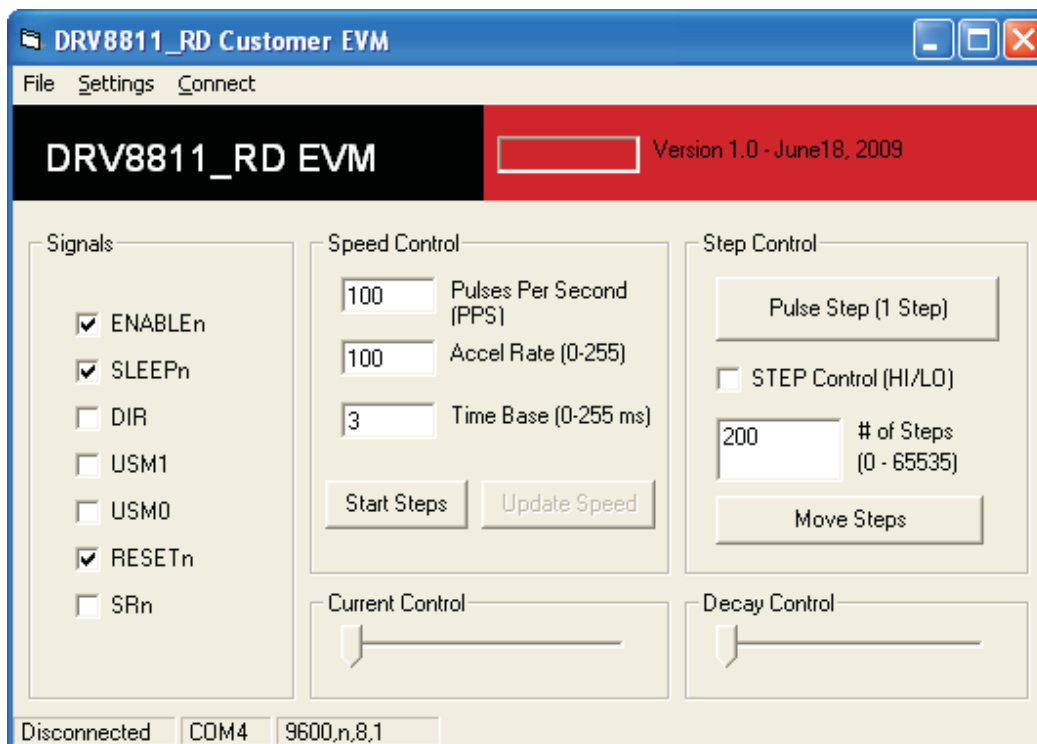 DRV8811_RD Customer EVM
File Settings Connect
DRV8811_RD EVM
Version 1.0 - June18, 2009
Signals
ENABLEn
SLEEPn
DIR
USM1
USM0
RESETn
SRn
Speed Control
100 Pulses Per Second
(PPS)
100 Accel Rate (0-255)
3 Time Base (0-255 ms)
Start Steps Update Speed
Step Control
Pulse Step (1 Step)
STEP Control (HI/LO)
200 # of Steps
(0 - 65535)
Move Steps
Current Control
Decay Control
Disconnected COM4 9600,n,8,1